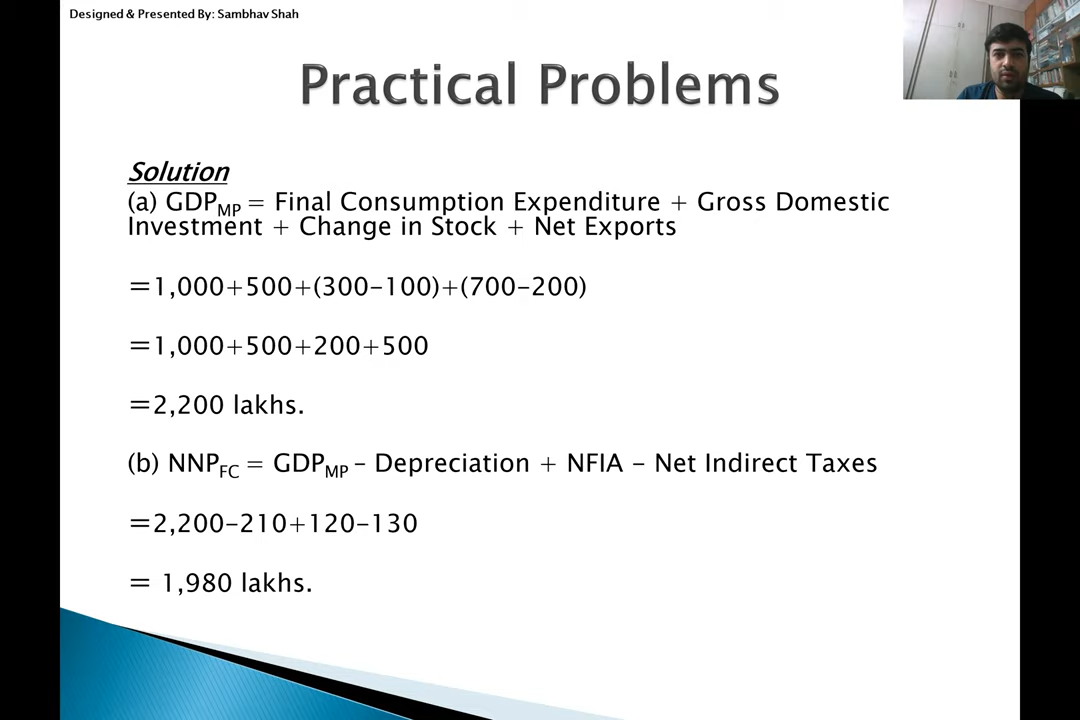 Designed & Presented By: Sambhav Shah
Practical Problems
Solution
(a) GDPMP = Final Consumption Expenditure + Gross Domestic
Investment + Change in Stock + Net Exports
=1,000+500+(300-100)+(700-200)
=1,000+500+200+500
=2,200 lakhs.
(b) NNPFC = GDPMP – Depreciation + NFIA – Net Indirect Taxes
=2,200-210+120-130
= 1,980 lakhs.